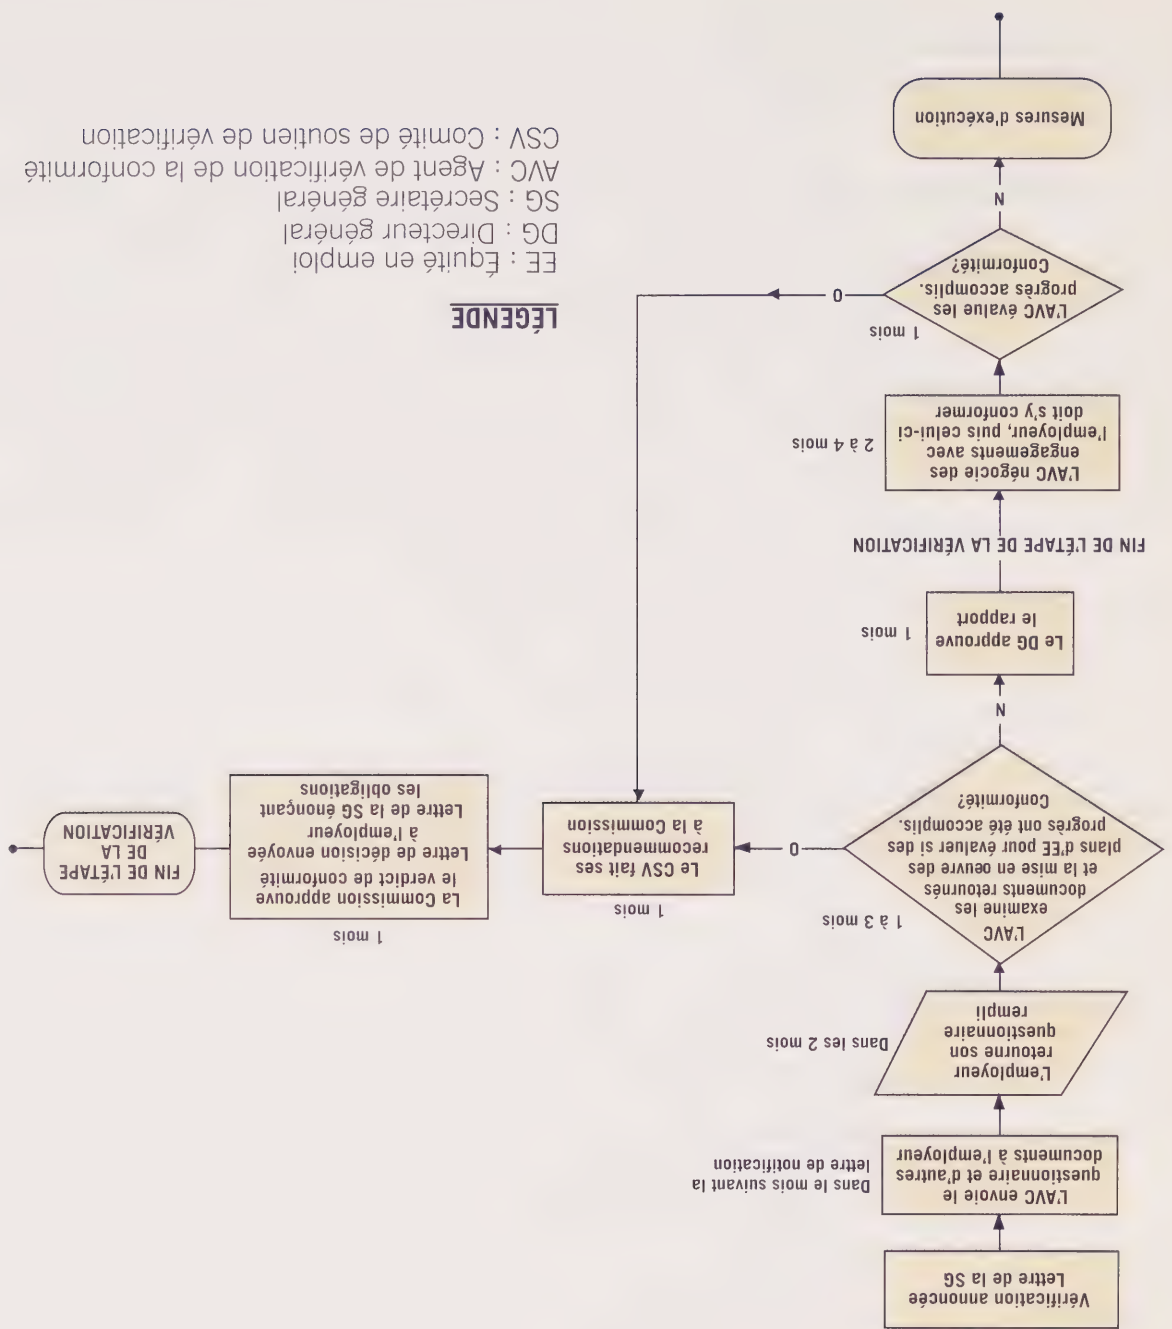 Vérification annoncée
Lettre de la SG
L'AVC envoie le
questionnaire et d'autres
documents à l'employeur
Dans le mois suivant la
lettre de notification
L'employeur
retourne son
questionnaire
rempli
Dans les 2 mois
L'AVC
examine les
documents retournés
et la mise en oeuvre des
plans d'EE pour évaluer si des
progrès ont été accomplis.
Conformité?
1 à 3 mois
O
Le CSV fait ses
recommendations
à la Commission
1 mois
La Commission approuve
le verdict de conformité
Lettre de décision envoyée
à l'employeur
Lettre de la SG énonçant
les obligations
1 mois
FIN DE L'ÉTAPE
DE LA
VÉRIFICATION
N
Le DG approuve
le rapport
1 mois
FIN DE L'ÉTAPE DE LA VÉRIFICATION
L'AVC négocie des
engagements avec
l'employeur, puis celui-ci
doit s'y conformer
2 à 4 mois
L'AVC évalue les
progrès accomplis.
Conformité?
1 mois
O
N
Mesures d'exécution
LÉGENDE
EE : Équité en emploi
DG : Directeur général
SG : Secrétaire général
AVC : Agent de vérification de la conformité
CSV : Comité de soutien de vérification